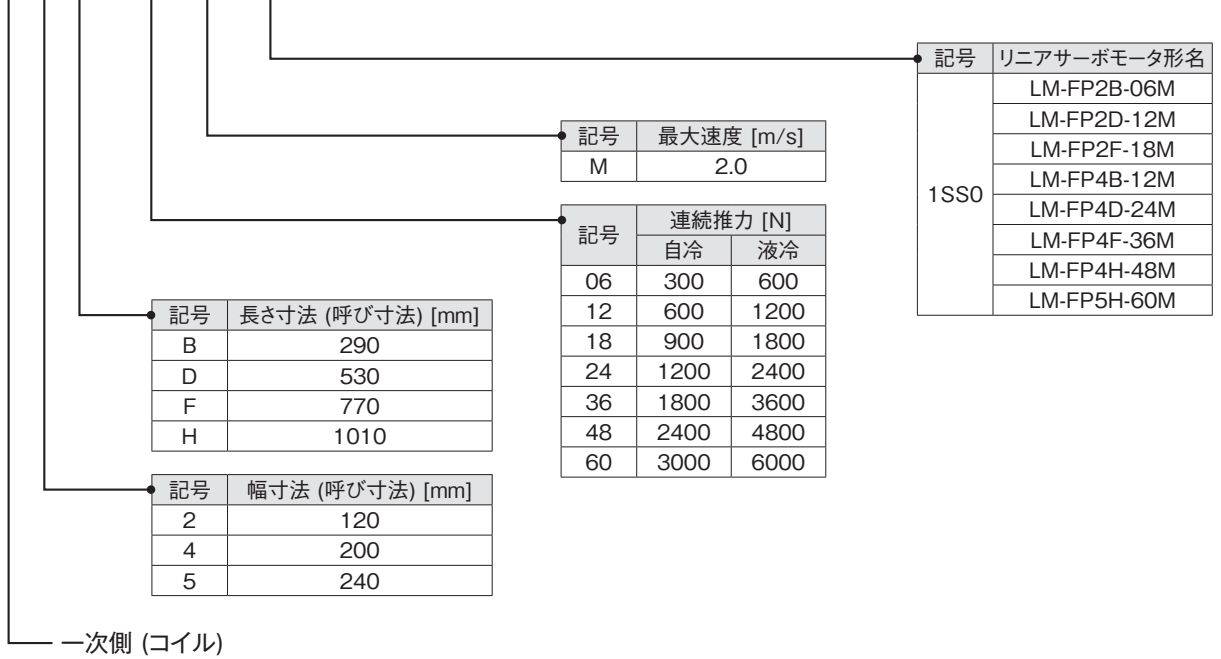 記号 リニアサーボモータ形名
1SS0
LM-FP2B-06M
LM-FP2D-12M
LM-FP2F-18M
LM-FP4B-12M
LM-FP4D-24M
LM-FP4F-36M
LM-FP4H-48M
LM-FP5H-60M
記号 最大速度 [m/s]
M 2.0
記号 連続推力 [N]
自冷 液冷
06 300 600
12 600 1200
18 900 1800
24 1200 2400
36 1800 3600
48 2400 4800
60 3000 6000
記号 長さ寸法 (呼び寸法) [mm]
B 290
D 530
F 770
H 1010
記号 幅寸法 (呼び寸法) [mm]
2 120
4 200
5 240
一次側 (コイル)